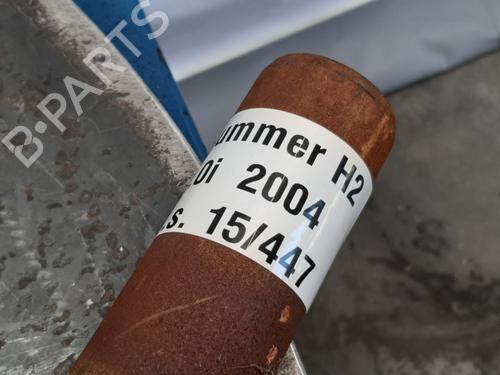 B-PARTS
ummer H2
0i 2004
.s. 15/447